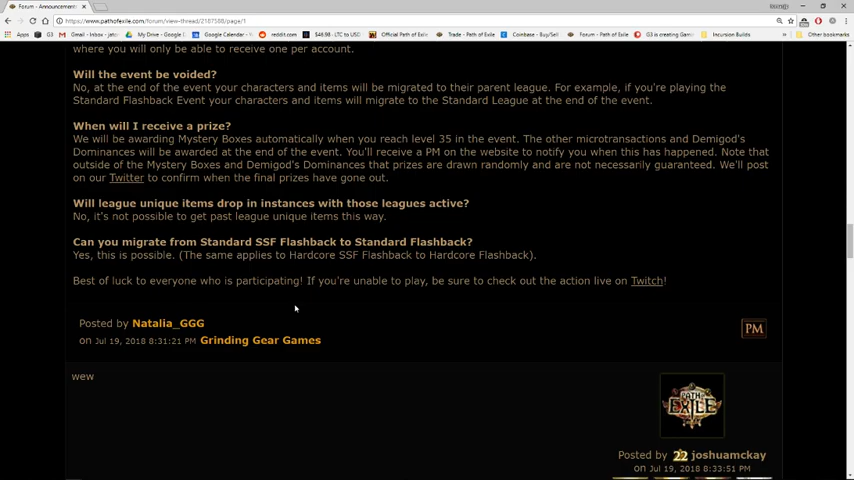 Forum - Announcements
https://www.pathofexile.com/forum/view-thread/2187588/page/1
Apps G3 Gmail - Inbox My Drive - Google Google Calendar reddit.com $46.98 - LTC to USD Official Path of Exile Trade - Path of Exile Coinbase - Buy/Sell Forum - Path of Exile G3 is creating Incursion Builds Other bookmarks
where you will only be able to receive one per account.
Will the event be voided?
No, at the end of the event your characters and items will be migrated to their parent league. For example, if you're playing the
Standard Flashback Event your characters and items will migrate to the Standard League at the end of the event.
When will I receive a prize?
We will be awarding Mystery Boxes automatically when you reach level 35 in the event. The other microtransactions and Demigod's
Dominances will be awarded at the end of the event. You'll receive a PM on the website to notify you when this has happened. Note that
outside of the Mystery Boxes and Demigod's Dominances that prizes are drawn randomly and are not necessarily guaranteed. We'll post
on our Twitter to confirm when the final prizes have gone out.
Will league unique items drop in instances with those leagues active?
No, it's not possible to get past league unique items this way.
Can you migrate from Standard SSF Flashback to Standard Flashback?
Yes, this is possible. (The same applies to Hardcore SSF Flashback to Hardcore Flashback).
Best of luck to everyone who is participating! If you're unable to play, be sure to check out the action live on Twitch!
Posted by Natalia_GGG
on Jul 19, 2018 8:31:21 PM Grinding Gear Games
PM
wew
PATH OF
EXILE
Posted by 22 joshuamckay
on Jul 19, 2018 8:33:51 PM